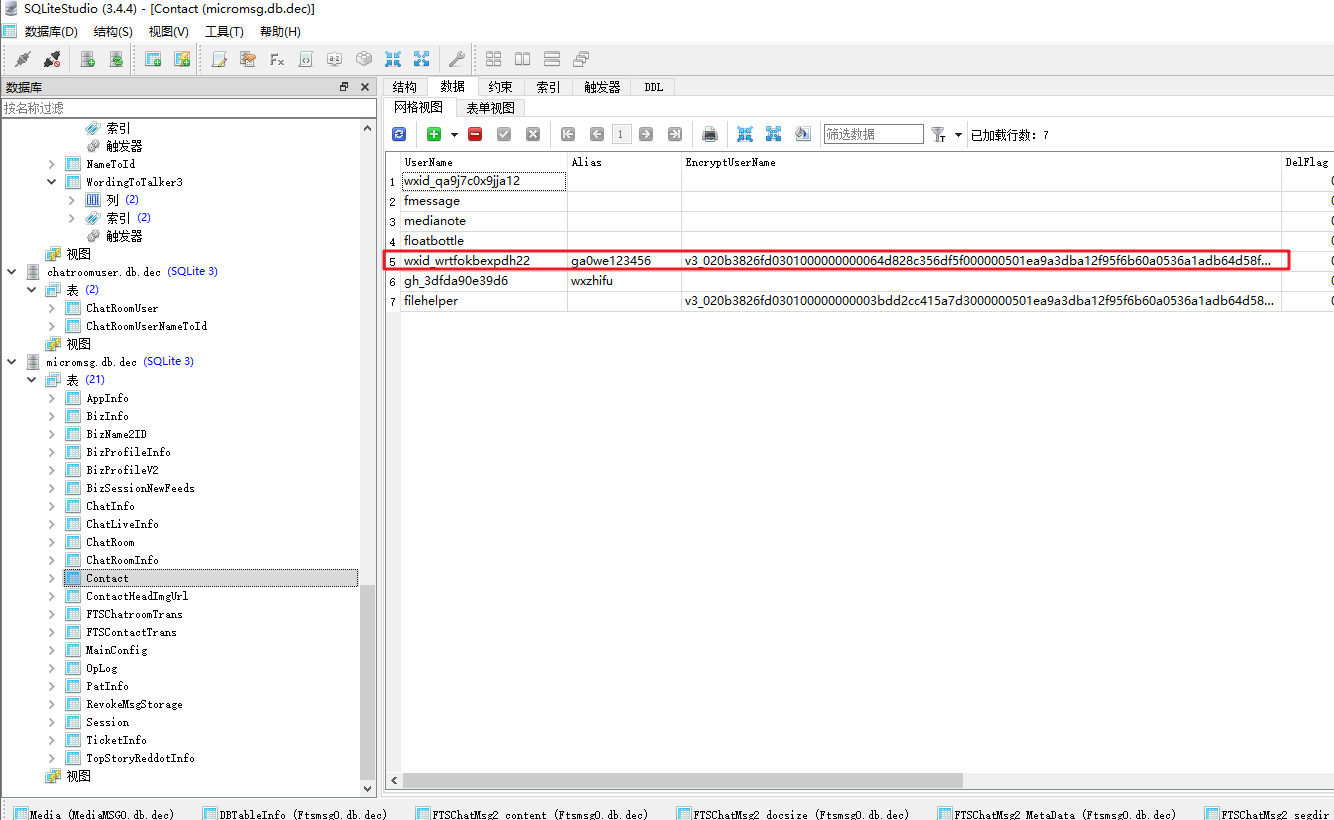 SQLiteStudio (3.4.4) - [Contact (micromsg.db.dec)]
数据库(D) 结构(S) 视图(V) 工具(T) 帮助(H)
数据库
按名称过滤
索引
触发器
NameToId
WordingToTalker3
列 (2)
索引 (2)
触发器
视图
chatroomuser.db.dec (SQLite 3)
表 (2)
ChatRoomUser
ChatRoomUserNameToId
视图
micromsg.db.dec (SQLite 3)
表 (21)
AppInfo
BizInfo
BizName2ID
BizProfileInfo
BizProfileV2
BizSessionNewFeeds
ChatInfo
ChatLiveInfo
ChatRoom
ChatRoomInfo
Contact
ContactHeadImgUrl
FTSChatroomTrans
FTSContactTrans
MainConfig
OpLog
PatInfo
RevokeMsgStorage
Session
TicketInfo
TopStoryReddotInfo
视图
结构 数据 约束 索引 触发器 DDL
网格视图 表单视图
1 筛选数据 已加载行数: 7
UserName Alias EncryptUserName DelFlag
1 wxid_qa9j7c0x9jja12
2 fmessage
3 medianote
4 floatbottle
5 wxid_wrtfokbexpdh22 ga0we123456 v3_020b3826fd0301000000000064d828c356df5f000000501ea9a3dba12f95f6b60a0536a1adb64d58f...
6 gh_3dfda90e39d6 wxzhifu
7 filehelper v3_020b3826fd030100000000003bdd2cc415a7d3000000501ea9a3dba12f95f6b60a0536a1adb64d58...
Media (MediaMSG0.db.dec) DBTableInfo (Ftsmsg0.db.dec) FTSChatMsg2_content (Ftsmsg0.db.dec) FTSChatMsg2_docsize (Ftsmsg0.db.dec) FTSChatMsg2_MetaData (Ftsmsg0.db.dec) FTSChatMsg2_segdir